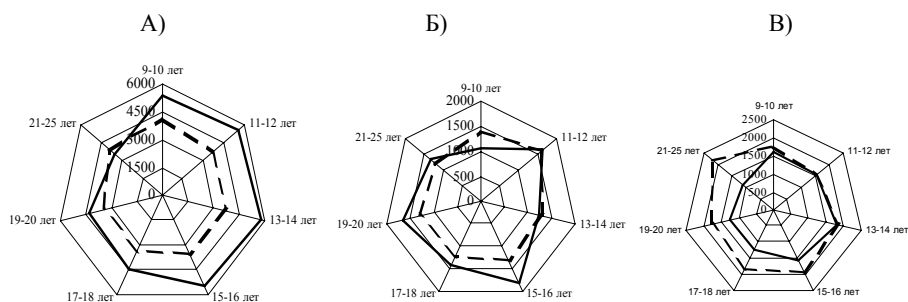 А)
9-10 лет
6000
4500
3000
1500
0
11-12 лет
13-14 лет
15-16 лет
17-18 лет
19-20 лет
21-25 лет
Б)
9-10 лет
2000
1500
1000
500
0
11-12 лет
13-14 лет
15-16 лет
17-18 лет
19-20 лет
21-25 лет
В)
9-10 лет
2500
2000
1500
1000
500
0
11-12 лет
13-14 лет
15-16 лет
17-18 лет
19-20 лет
21-25 лет